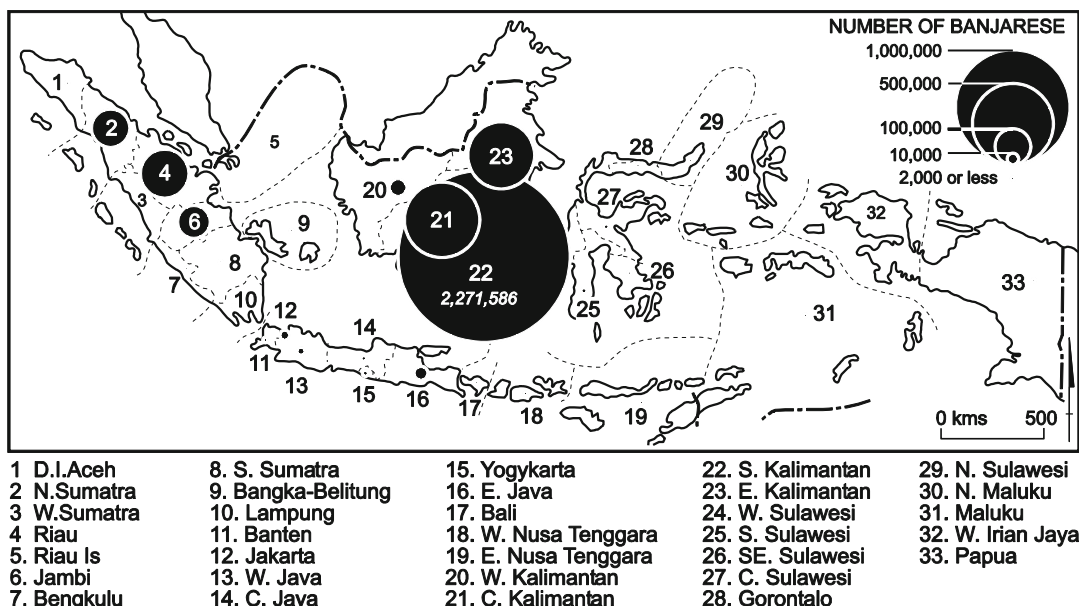 NUMBER OF BANJARESE
1,000,000
500,000
100,000
10,000
2,000 or less
1
2
3
4
5
6
7
8
9
10
11
12
13
14
15
16
17
18
19
20
21
22
2,271,586
23
25
26
27
28
29
30
31
32
33
0 kms 500
1 D.I.Aceh
2 N.Sumatra
3 W.Sumatra
4 Riau
5. Riau Is
6. Jambi
7. Bengkulu
8. S. Sumatra
9. Bangka-Belitung
10. Lampung
11. Banten
12. Jakarta
13. W. Java
14. C. Java
15. Yogykarta
16. E. Java
17. Bali
18. W. Nusa Tenggara
19. E. Nusa Tenggara
20. W. Kalimantan
21. C. Kalimantan
22. S. Kalimantan
23. E. Kalimantan
24. W. Sulawesi
25. S. Sulawesi
26. SE. Sulawesi
27. C. Sulawesi
28. Gorontalo
29. N. Sulawesi
30. N. Maluku
31. Maluku
32. W. Irian Jaya
33. Papua